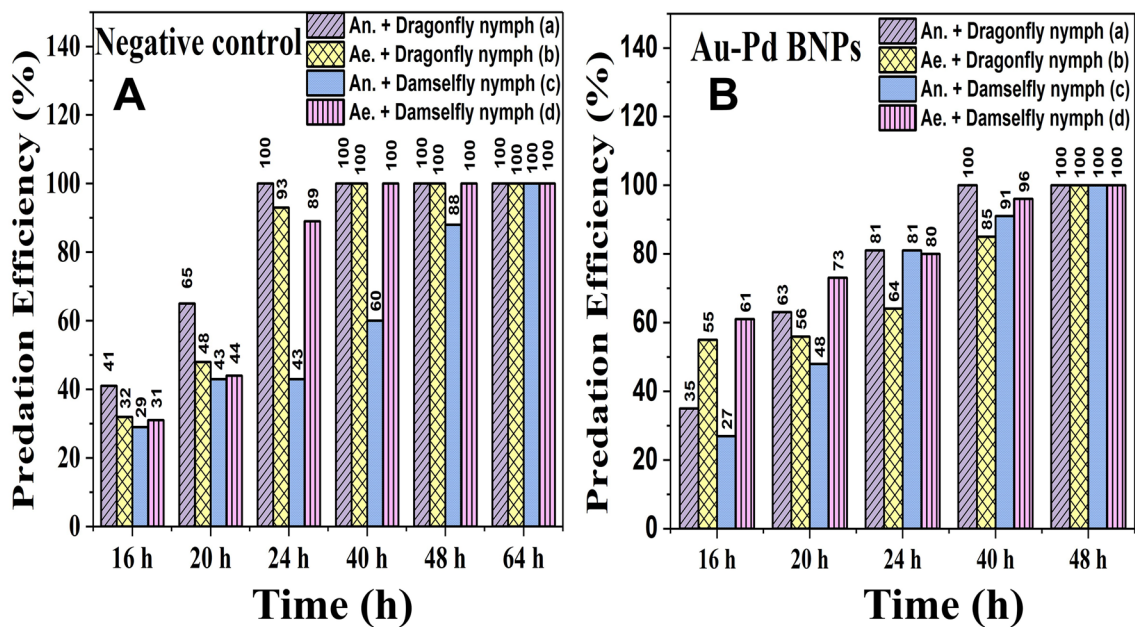 Negative control
A
An. + Dragonfly nymph (a)
Ae. + Dragonfly nymph (b)
An. + Damselfly nymph (c)
Ae. + Damselfly nymph (d)
Predation Efficiency (%)
140
120
100
80
60
40
20
0
41 32 29 31
65 48 43 44
100 93 43 89
100 100 60 100
100 100 88 100
100 100 100 100
16 h 20 h 24 h 40 h 48 h 64 h
Time (h)
Au-Pd BNPs
B
An. + Dragonfly nymph (a)
Ae. + Dragonfly nymph (b)
An. + Damselfly nymph (c)
Ae. + Damselfly nymph (d)
Predation Efficiency (%)
140
120
100
80
60
40
20
0
35 55 27 61
63 56 48 73
81 64 81 80
100 85 91 96
100 100 100 100
16 h 20 h 24 h 40 h 48 h
Time (h)